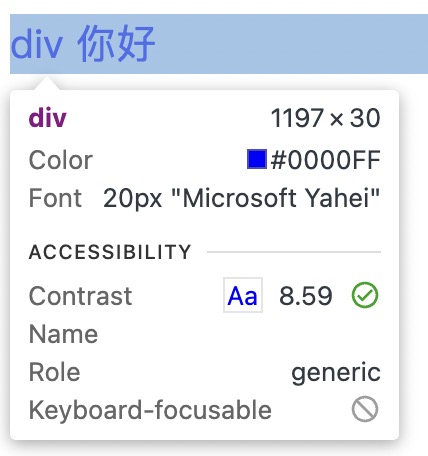 div 你好
div 1197 × 30
Color #0000FF
Font 20px "Microsoft Yahei"
ACCESSIBILITY
Contrast Aa 8.59
Name
Role generic
Keyboard-focusable